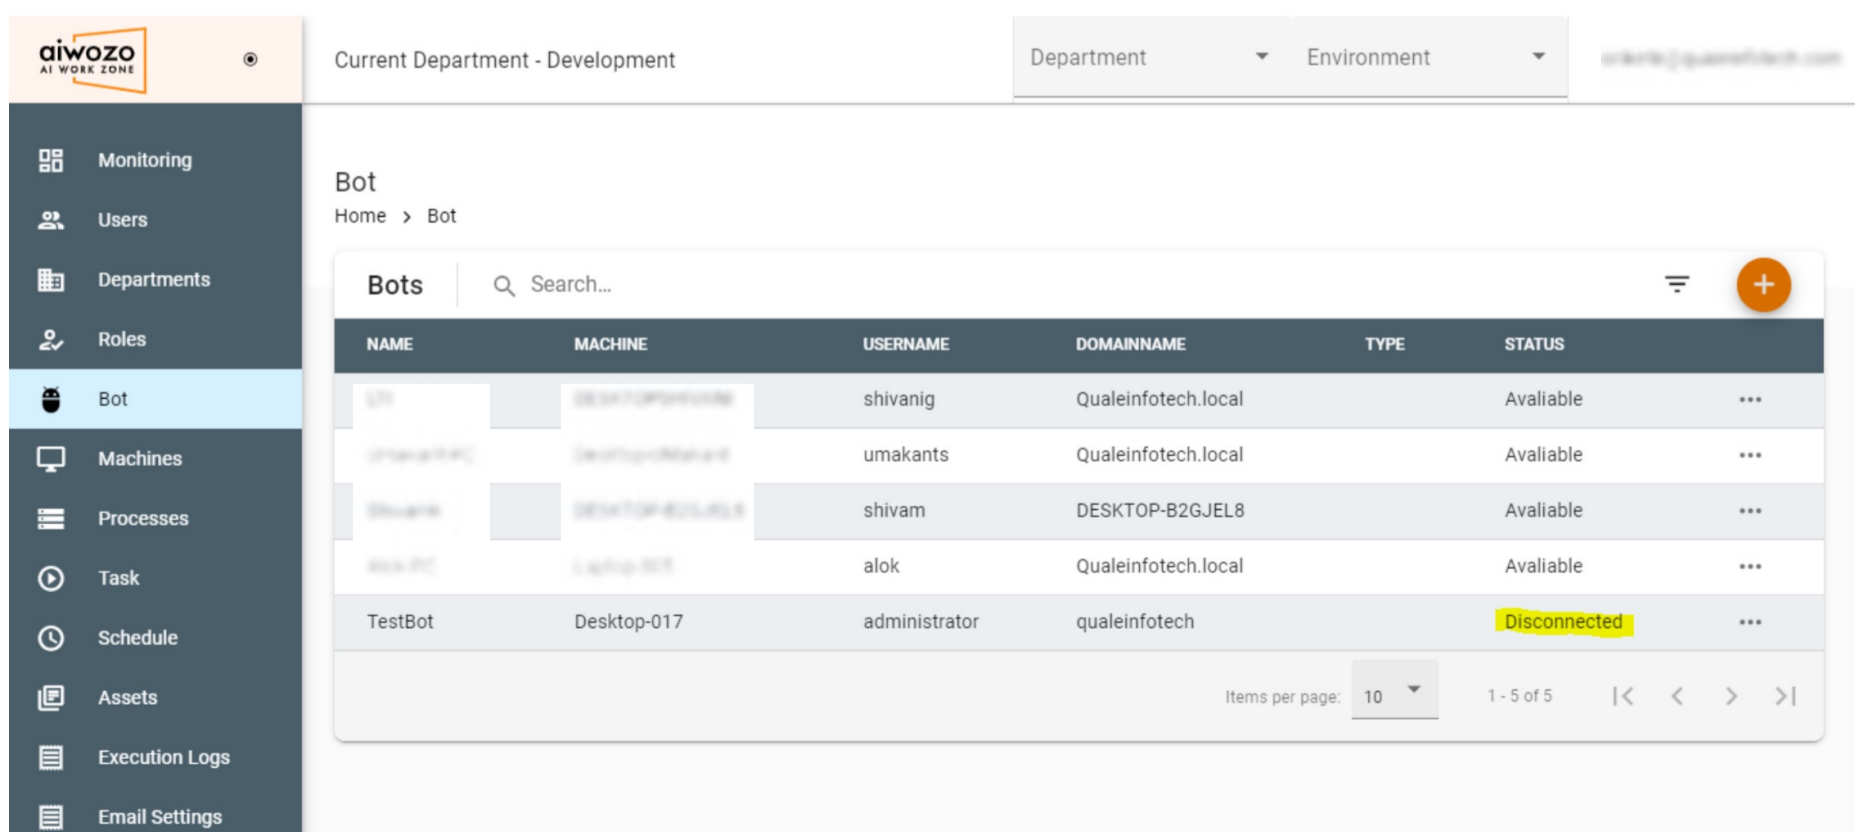 aiwozo
AI WORK ZONE
Current Department - Development
Department
Environment
Monitoring
Users
Departments
Roles
Bot
Machines
Processes
Task
Schedule
Assets
Execution Logs
Email Settings
Bot
Home > Bot
Bots
Search...
NAME MACHINE USERNAME DOMAINNAME TYPE STATUS
shivanig Qualeinfotech.local Avaliable
umakants Qualeinfotech.local Avaliable
shivam DESKTOP-B2GJEL8 Avaliable
alok Qualeinfotech.local Avaliable
TestBot Desktop-017 administrator qualeinfotech Disconnected
Items per page: 10 1 - 5 of 5